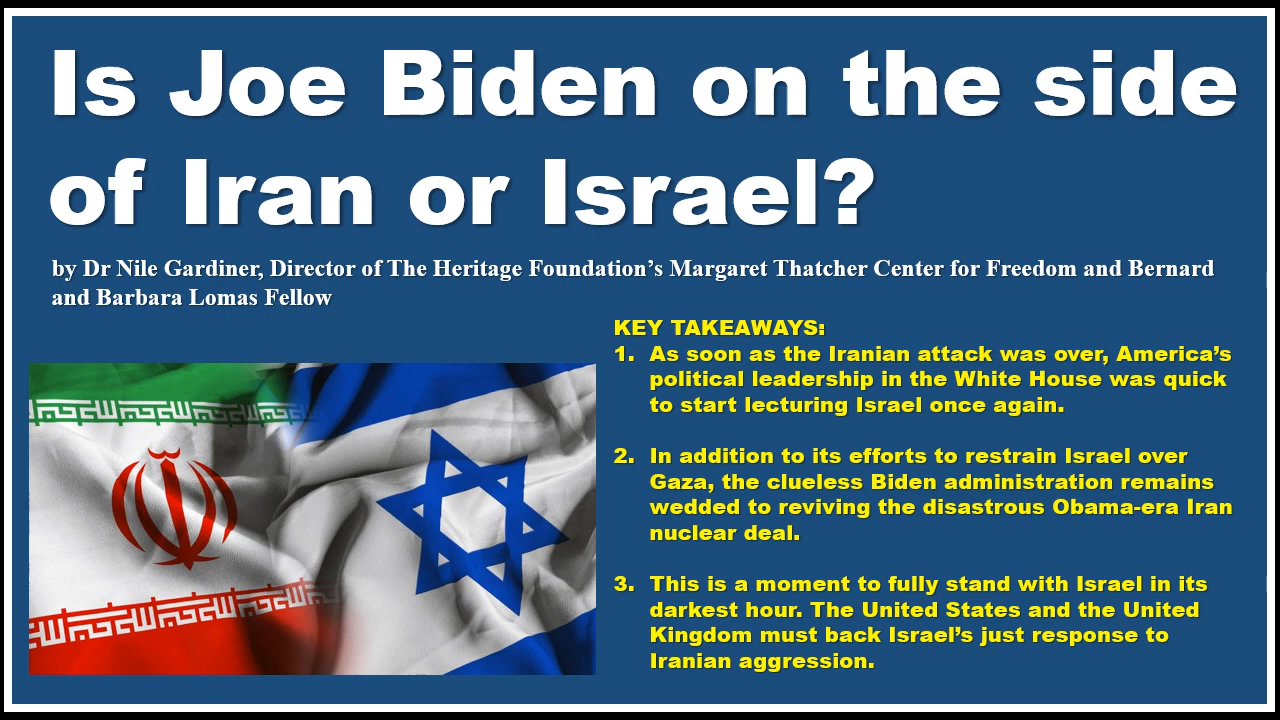 Is Joe Biden on the side
of Iran or Israel?
by Dr Nile Gardiner, Director of The Heritage Foundation’s Margaret Thatcher Center for Freedom and Bernard
and Barbara Lomas Fellow
KEY TAKEAWAYS:
1. As soon as the Iranian attack was over, America’s
political leadership in the White House was quick
to start lecturing Israel once again.
2. In addition to its efforts to restrain Israel over
Gaza, the clueless Biden administration remains
wedded to reviving the disastrous Obama-era Iran
nuclear deal.
3. This is a moment to fully stand with Israel in its
darkest hour. The United States and the United
Kingdom must back Israel’s just response to
Iranian aggression.